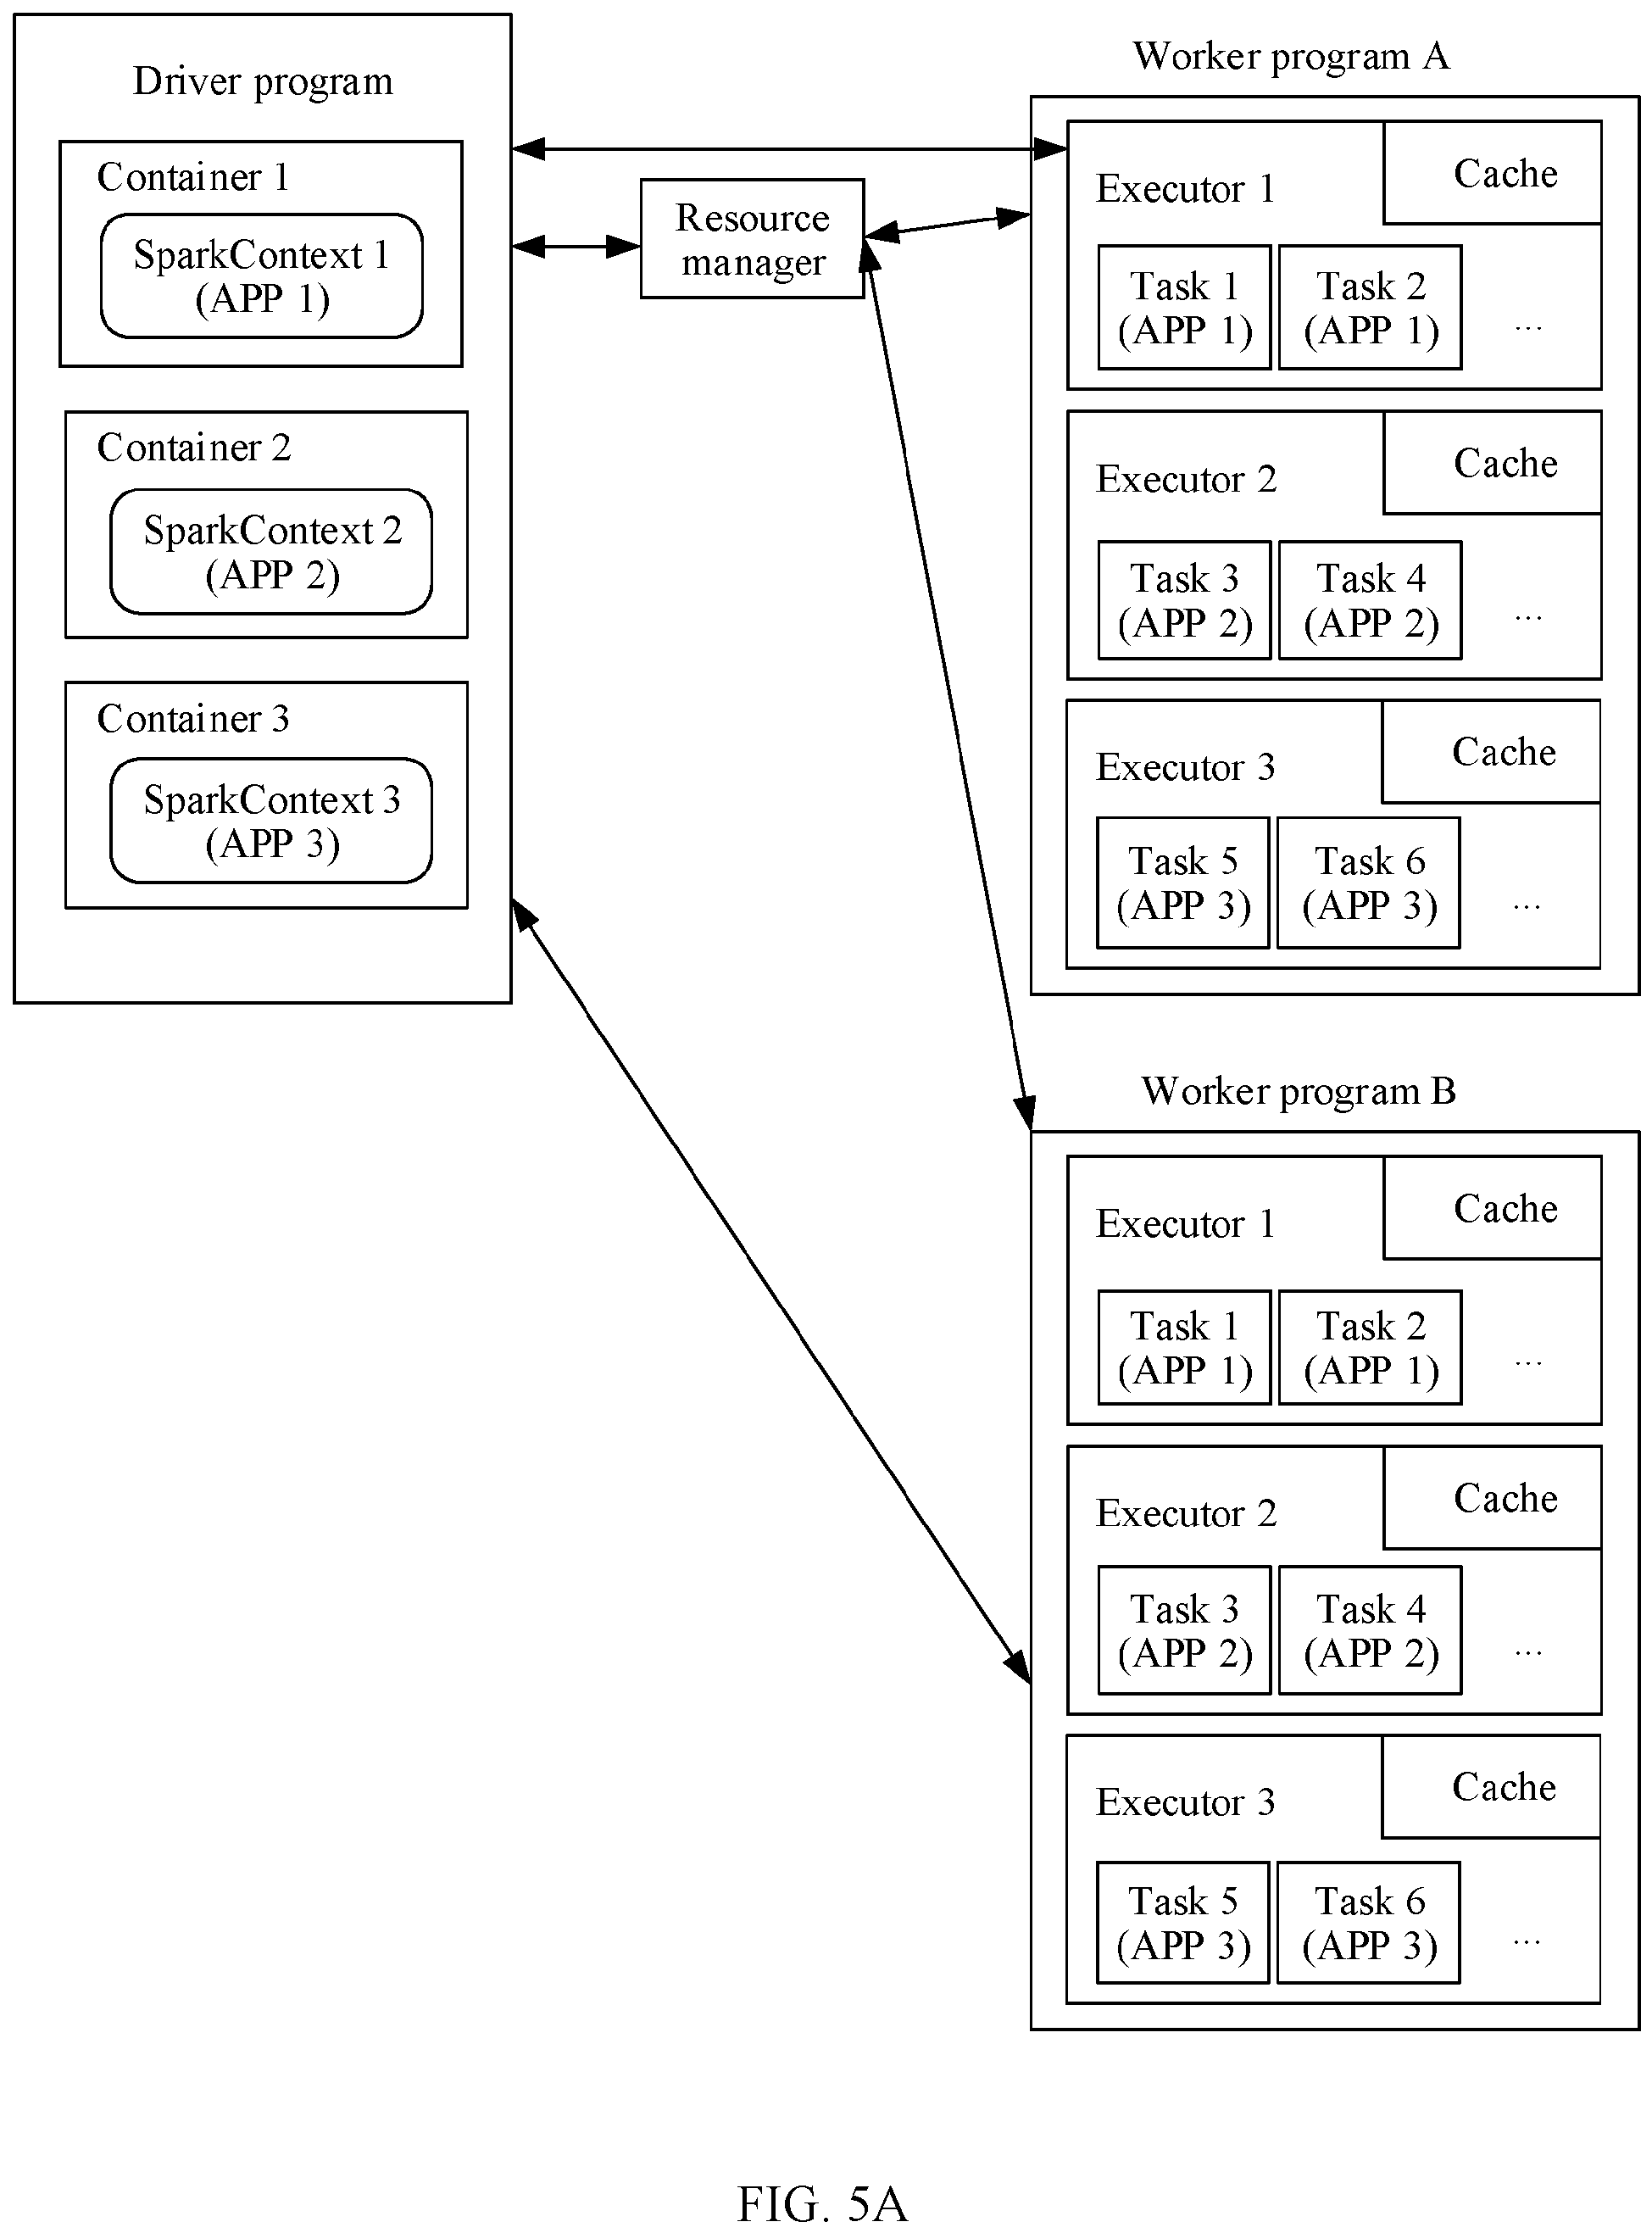 Driver program
Container 1
SparkContext 1
(APP 1)
Container 2
SparkContext 2
(APP 2)
Container 3
SparkContext 3
(APP 3)
Resource
manager
Worker program A
Executor 1
Cache
Task 1
(APP 1)
Task 2
(APP 1)
...
Executor 2
Cache
Task 3
(APP 2)
Task 4
(APP 2)
...
Executor 3
Cache
Task 5
(APP 3)
Task 6
(APP 3)
...
Worker program B
Executor 1
Cache
Task 1
(APP 1)
Task 2
(APP 1)
...
Executor 2
Cache
Task 3
(APP 2)
Task 4
(APP 2)
...
Executor 3
Cache
Task 5
(APP 3)
Task 6
(APP 3)
...
FIG. 5A